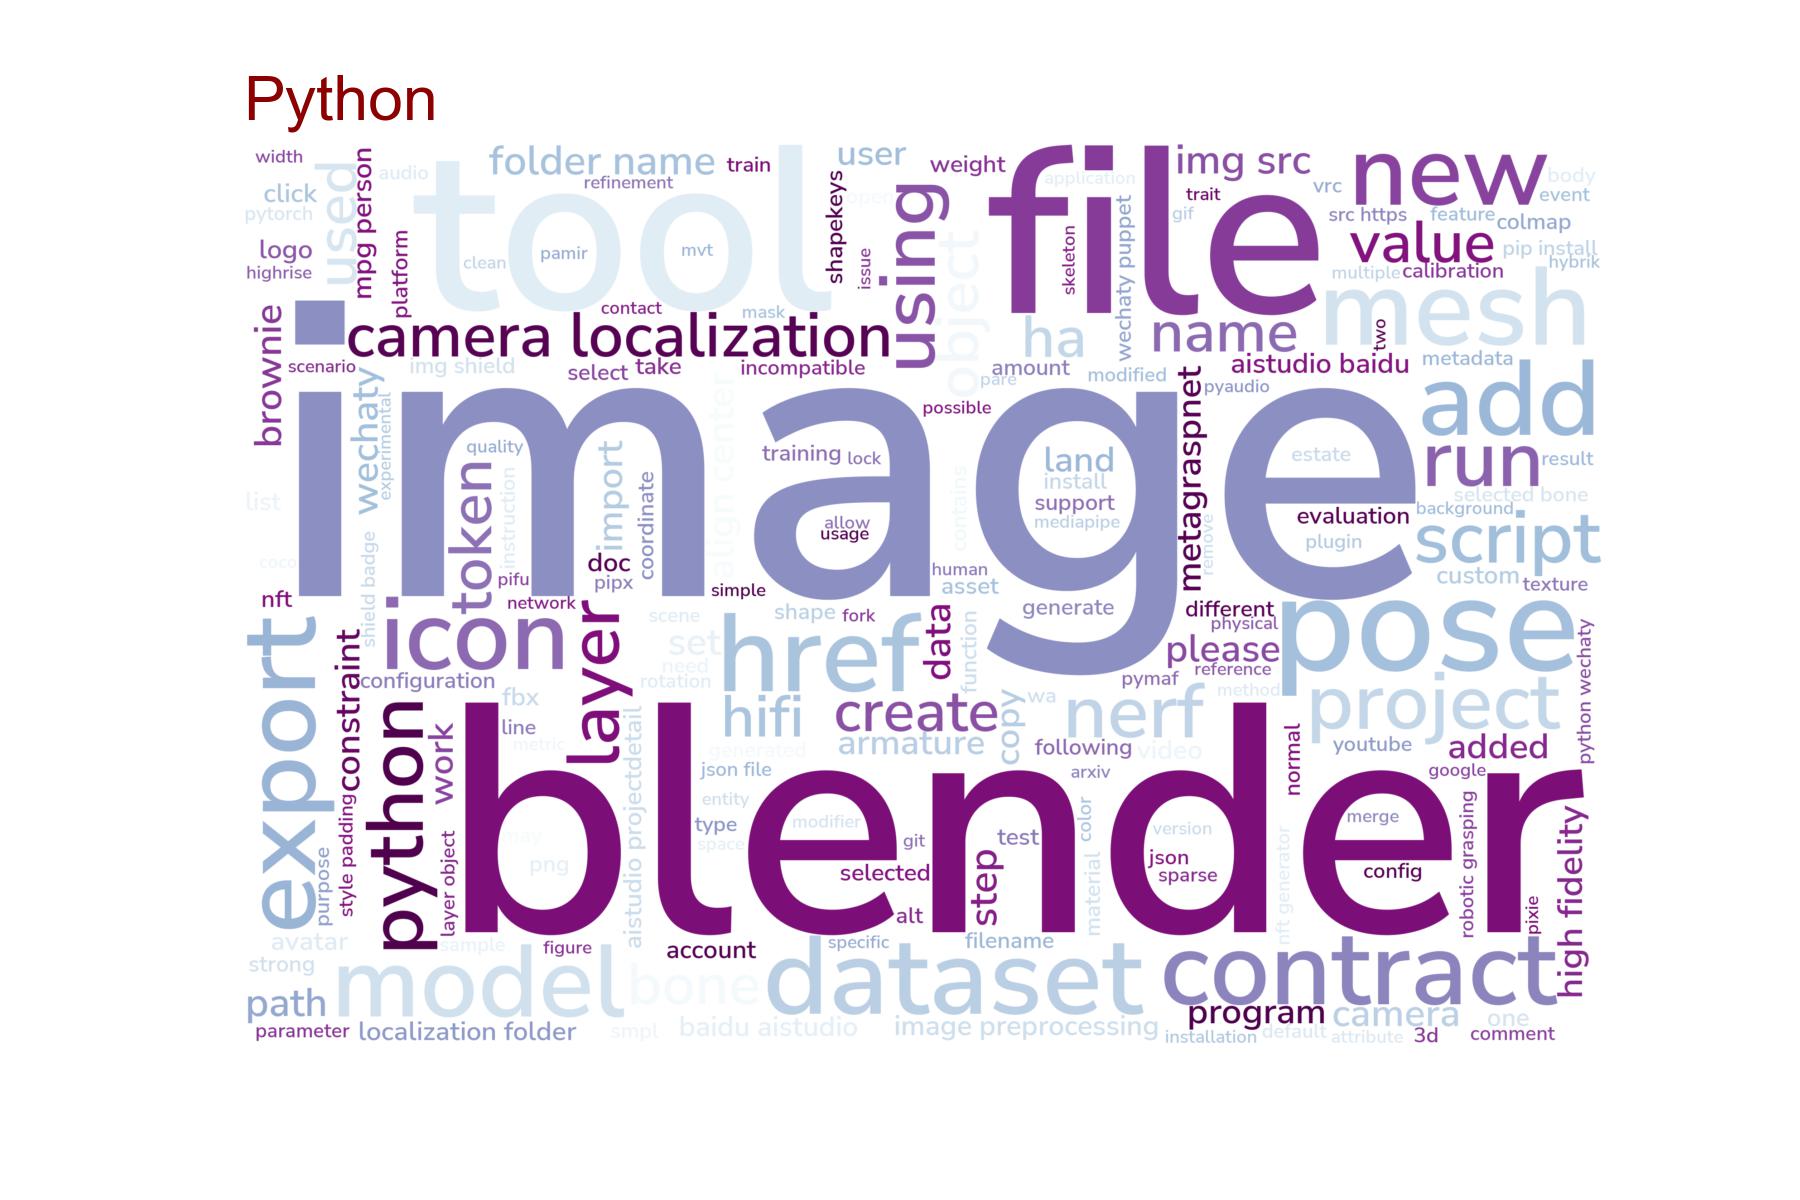 Python
width
mpg person
audio
folder name
train
user
weight
file
img src
new
body
refinement
tool
shapekeys
open
using
application
trait
vrc
event
click
used
gif
src https
feature
colmap
pytorch
logo
platform
clean
pamir
mvt
issue
object
skeleton
wechaty puppet
value
pip install
highrise
multiple
calibration
hybrik
contact
mask
mesh
brownie
camera localization
ha
name
two
scenario
img shield
select
take
incompatible
amount
pare
modified
aistudio baidu
metadata
wechaty
experimental
image
pyaudio
add
possible
metagraspnet
quality
align center
training
lock
land
estate
run
result
list
token
instruction
import
coordinate
contains
install
support
mediapipe
selected bone
background
evaluation
allow
usage
remove
plugin
script
coco
shield badge
doc
pifu
pipx
human
asset
custom
texture
nft
network
simple
scene
shape
fork
generate
different
physical
pose
export
constraint
icon
layer
set
need
rotation
href
data
function
please
reference
python wechaty
configuration
pymaf
method
fbx
hifi
create
copy
wa
nerf
project
python
work
line
metric
aistudio projectdetail
generated
armature
following
video
normal
youtube
added
json file
arxiv
google
blender
entity
type
space
modifier
color
version
merge
robotic grasping
high fidelity
style padding
purpose
layer object
may
png
git
test
json
sparse
selected
step
material
nft generator
config
alt
pixie
avatar
sample
figure
account
specific
filename
strong
model
bone
dataset
contract
path
program
camera
one
parameter
localization folder
smpl
baidu aistudio
image preprocessing
installation
default
attribute
3d
comment